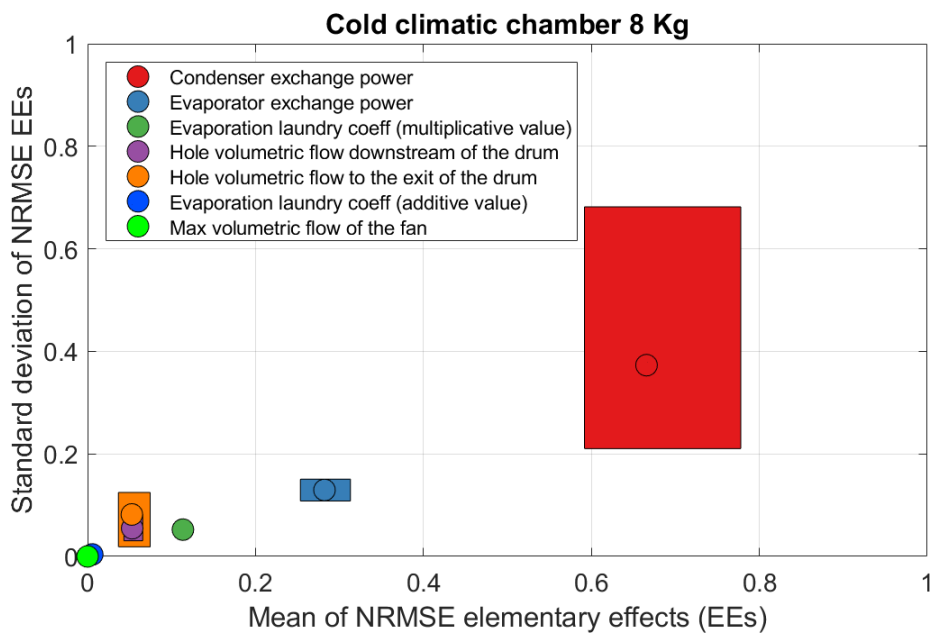 Cold climatic chamber 8 Kg
1
0.8
0.6
0.4
0.2
0
Standard deviation of NRMSE EEs
Condenser exchange power
Evaporator exchange power
Evaporation laundry coeff (multiplicative value)
Hole volumetric flow downstream of the drum
Hole volumetric flow to the exit of the drum
Evaporation laundry coeff (additive value)
Max volumetric flow of the fan
0 0.2 0.4 0.6 0.8 1
Mean of NRMSE elementary effects (EEs)